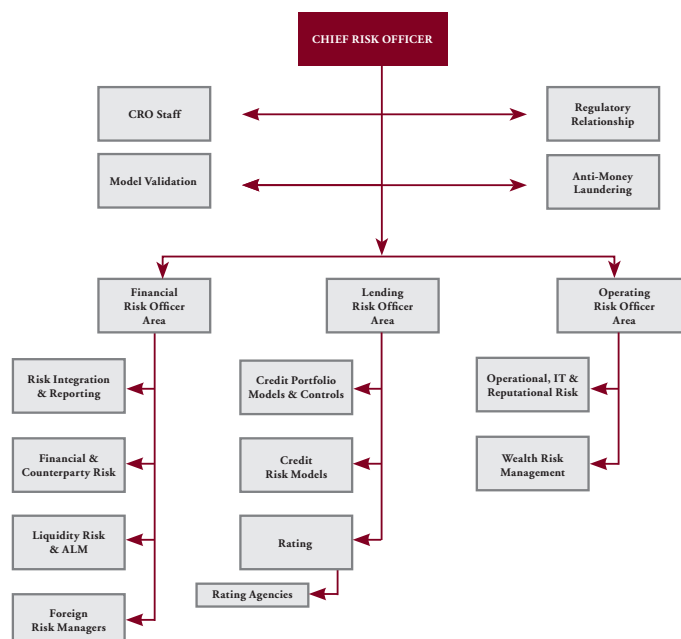 CHIEF RISK OFFICER
CRO Staff
Regulatory
Relationship
Model Validation
Anti-Money
Laundering
Financial
Risk Officer
Area
Lending
Risk Officer
Area
Operating
Risk Officer
Area
Risk Integration
& Reporting
Credit Portfolio
Models & Controls
Operational, IT &
Reputational Risk
Financial &
Counterparty Risk
Credit
Risk Models
Wealth Risk
Management
Liquidity Risk
& ALM
Rating
Rating Agencies
Foreign
Risk Managers